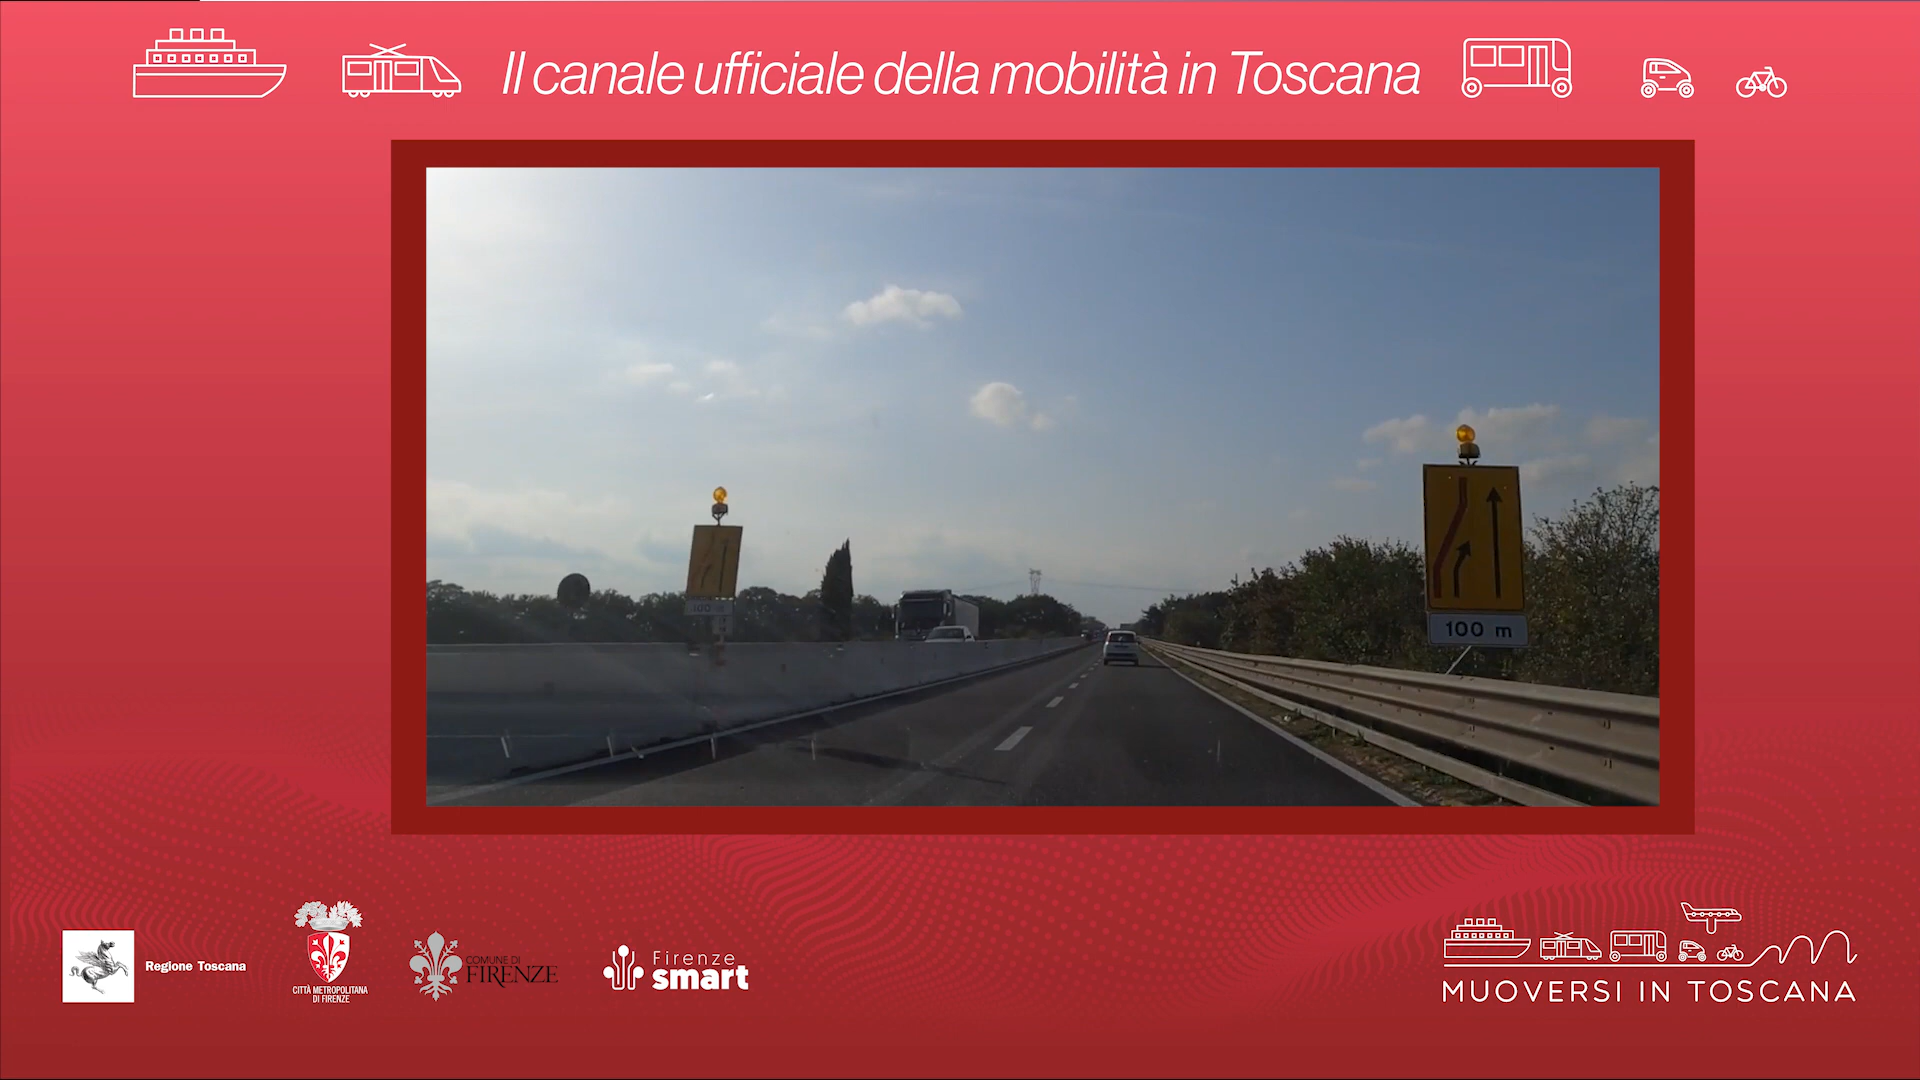 Il canale ufficiale della mobilità in Toscana
100 m
100 m
Regione Toscana
CITTÀ METROPOLITANA
DI FIRENZE
COMUNE DI
FIRENZE
Firenze
smart
MUOVERSI IN TOSCANA